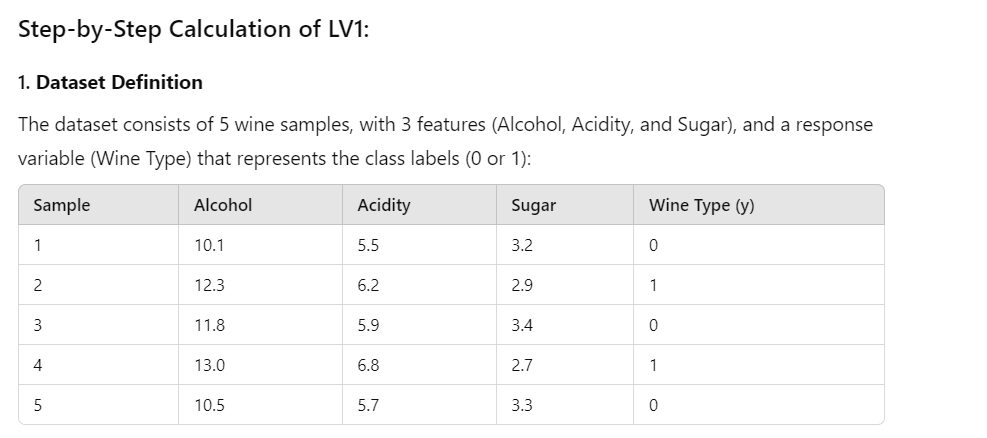 Step-by-Step Calculation of LV1:
1. Dataset Definition
The dataset consists of 5 wine samples, with 3 features (Alcohol, Acidity, and Sugar), and a response
variable (Wine Type) that represents the class labels (0 or 1):
Sample Alcohol Acidity Sugar Wine Type (y)
1 10.1 5.5 3.2 0
2 12.3 6.2 2.9 1
3 11.8 5.9 3.4 0
4 13.0 6.8 2.7 1
5 10.5 5.7 3.3 0